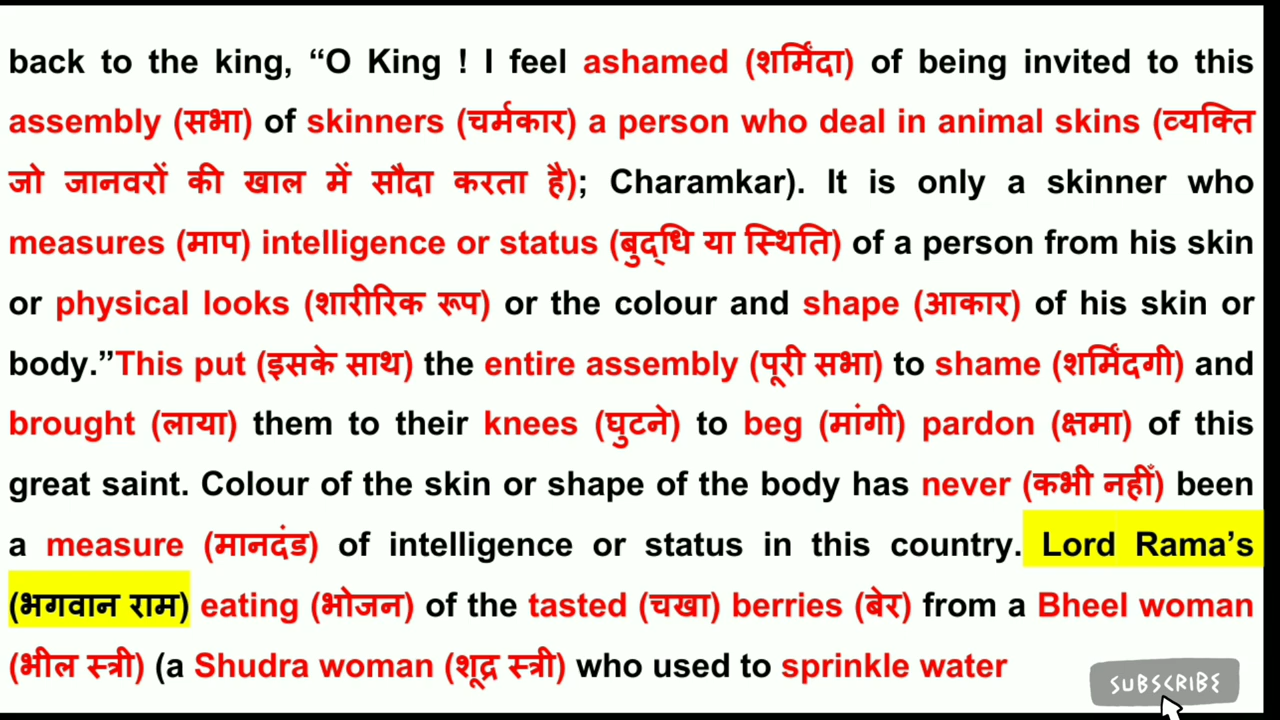 back to the king, “O King ! I feel ashamed (शर्मिंदा) of being invited to this
assembly (सभा) of skinners (चर्मकार) a person who deal in animal skins (व्यक्ति
जो जानवरों की खाल में सौदा करता है); Charamkar). It is only a skinner who
measures (माप) intelligence or status (बुद्धि या स्थिति) of a person from his skin
or physical looks (शारीरिक रूप) or the colour and shape (आकार) of his skin or
body.”This put (इसके साथ) the entire assembly (पूरी सभा) to shame (शर्मिंदगी) and
brought (लाया) them to their knees (घुटने) to beg (मांगी) pardon (क्षमा) of this
great saint. Colour of the skin or shape of the body has never (कभी नहीं) been
a measure (मानदंड) of intelligence or status in this country. Lord Rama’s
(भगवान राम) eating (भोजन) of the tasted (चखा) berries (बेर) from a Bheel woman
(भील स्त्री) (a Shudra woman (शूद्र स्त्री) who used to sprinkle water
SUBSCRIBE